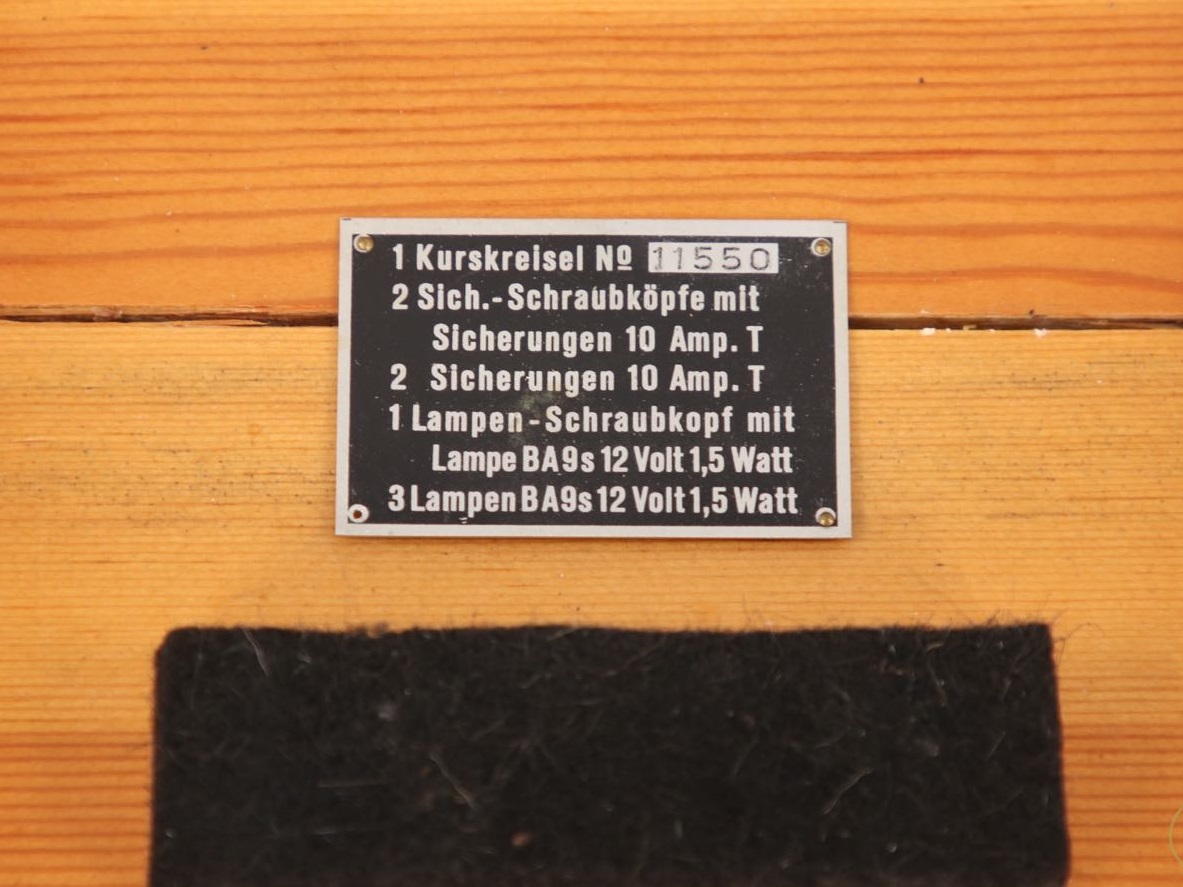 1 Kurskreisel Nº 11550
2 Sich.-Schraubköpfe mit
Sicherungen 10 Amp. T
2 Sicherungen 10 Amp. T
1 Lampen-Schraubkopf mit
Lampe BA9s 12 Volt 1,5 Watt
3 Lampen BA9s 12 Volt 1,5 Watt